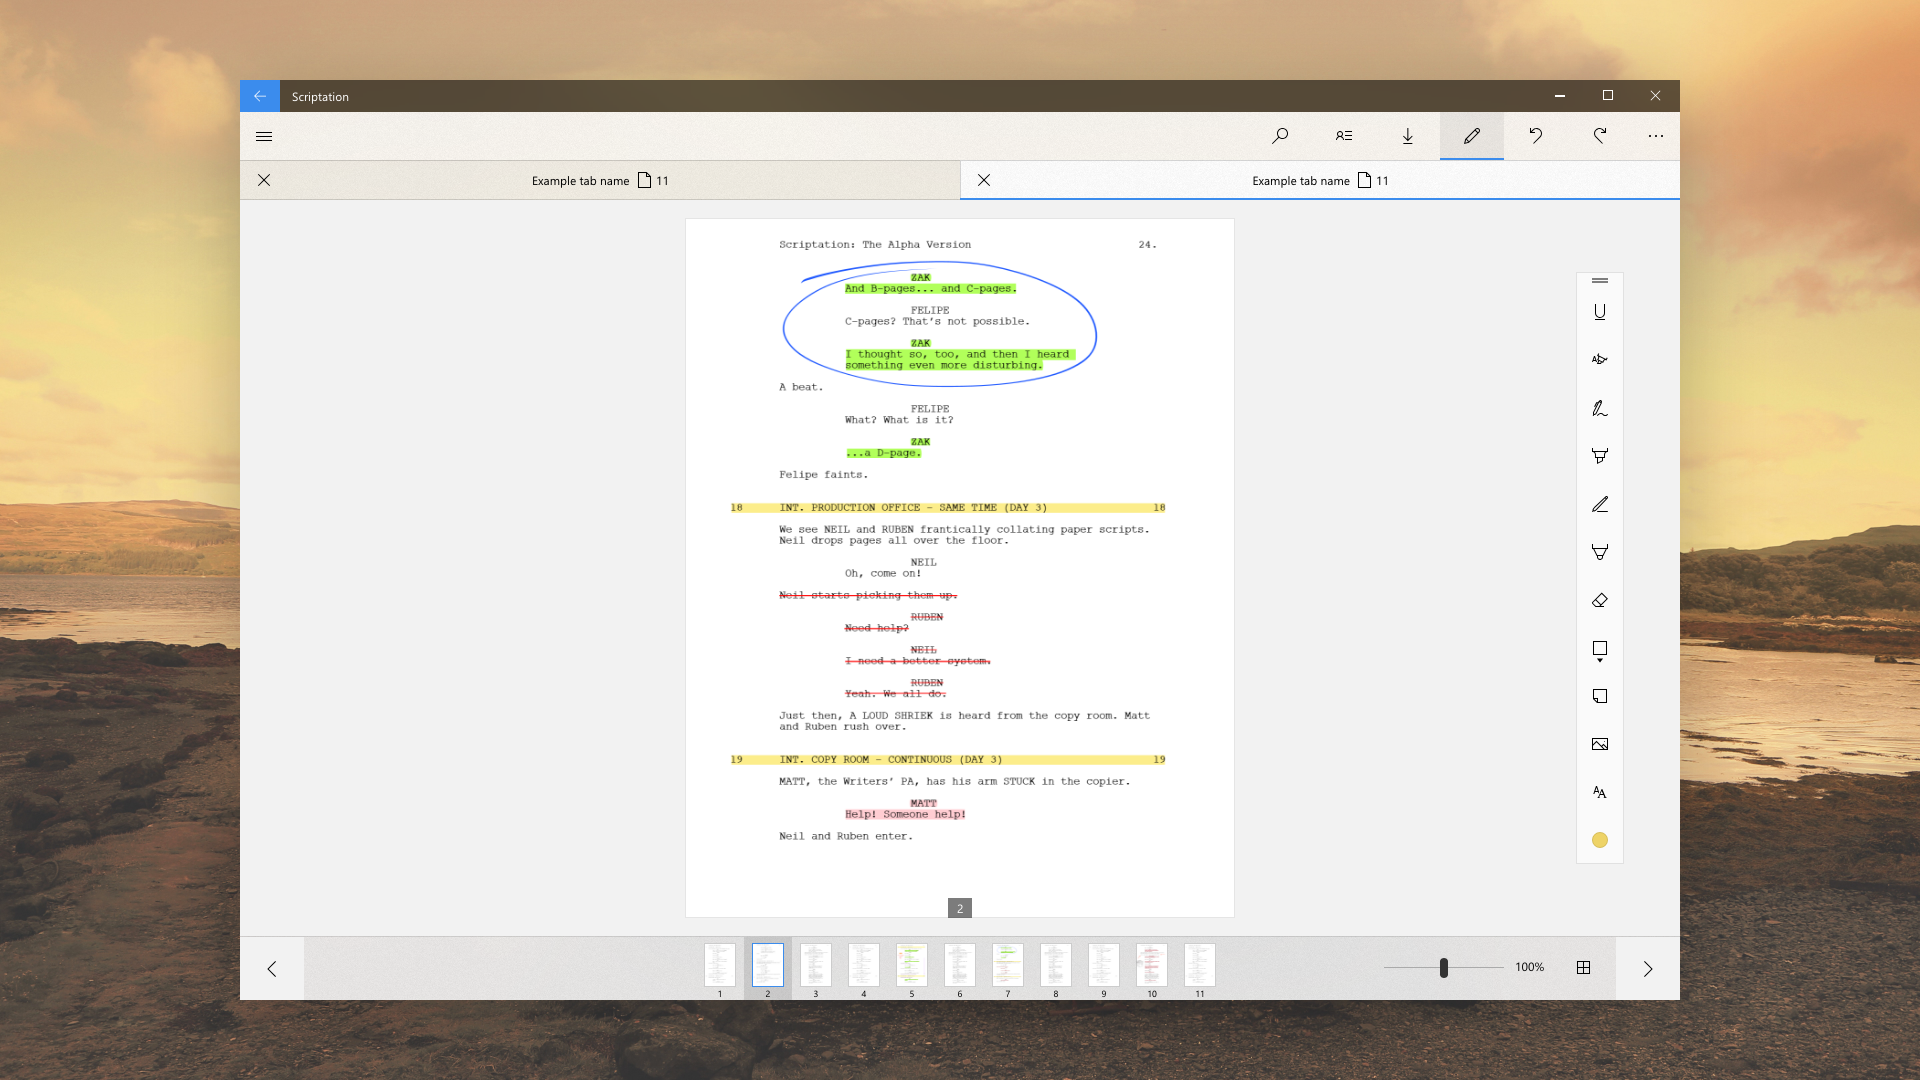 Scriptation
Example tab name 11
Example tab name 11
Scriptation: The Alpha Version 24.
ZAK
And B-pages... and C-pages.
FELIPE
C-pages? That's not possible.
ZAK
I thought so, too, and then I heard
something even more disturbing.
A beat.
FELIPE
What? What is it?
ZAK
...a D-page.
Felipe faints.
18 INT. PRODUCTION OFFICE - SAME TIME (DAY 3) 18
We see NEIL and RUBEN frantically collating paper scripts.
Neil drops pages all over the floor.
NEIL
Oh, come on!
Neil starts picking them up.
RUBEN
Need help?
NEIL
I need a better system.
RUBEN
Yeah. We all do.
Just then, A LOUD SHRIEK is heard from the copy room. Matt
and Ruben rush over.
19 INT. COPY ROOM - CONTINUOUS (DAY 3) 19
MATT, the Writers' PA, has his arm STUCK in the copier.
MATT
Help! Someone help!
Neil and Ruben enter.
2
1 2 3 4 5 6 7 8 9 10 11
100%